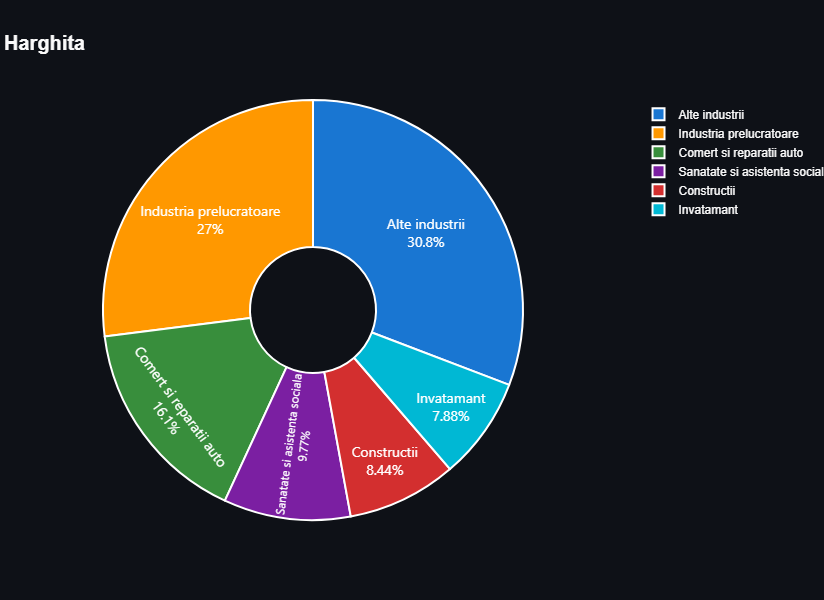 Harghita
Alte industrii
Industria prelucratoare
Comert si reparatii auto
Sanatate si asistenta social
Constructii
Invatamant
Industria prelucratoare
27%
Alte industrii
30.8%
Comert si reparatii auto
16.1%
Sanatate si asistenta sociala
9.77%
Constructii
8.44%
Invatamant
7.88%